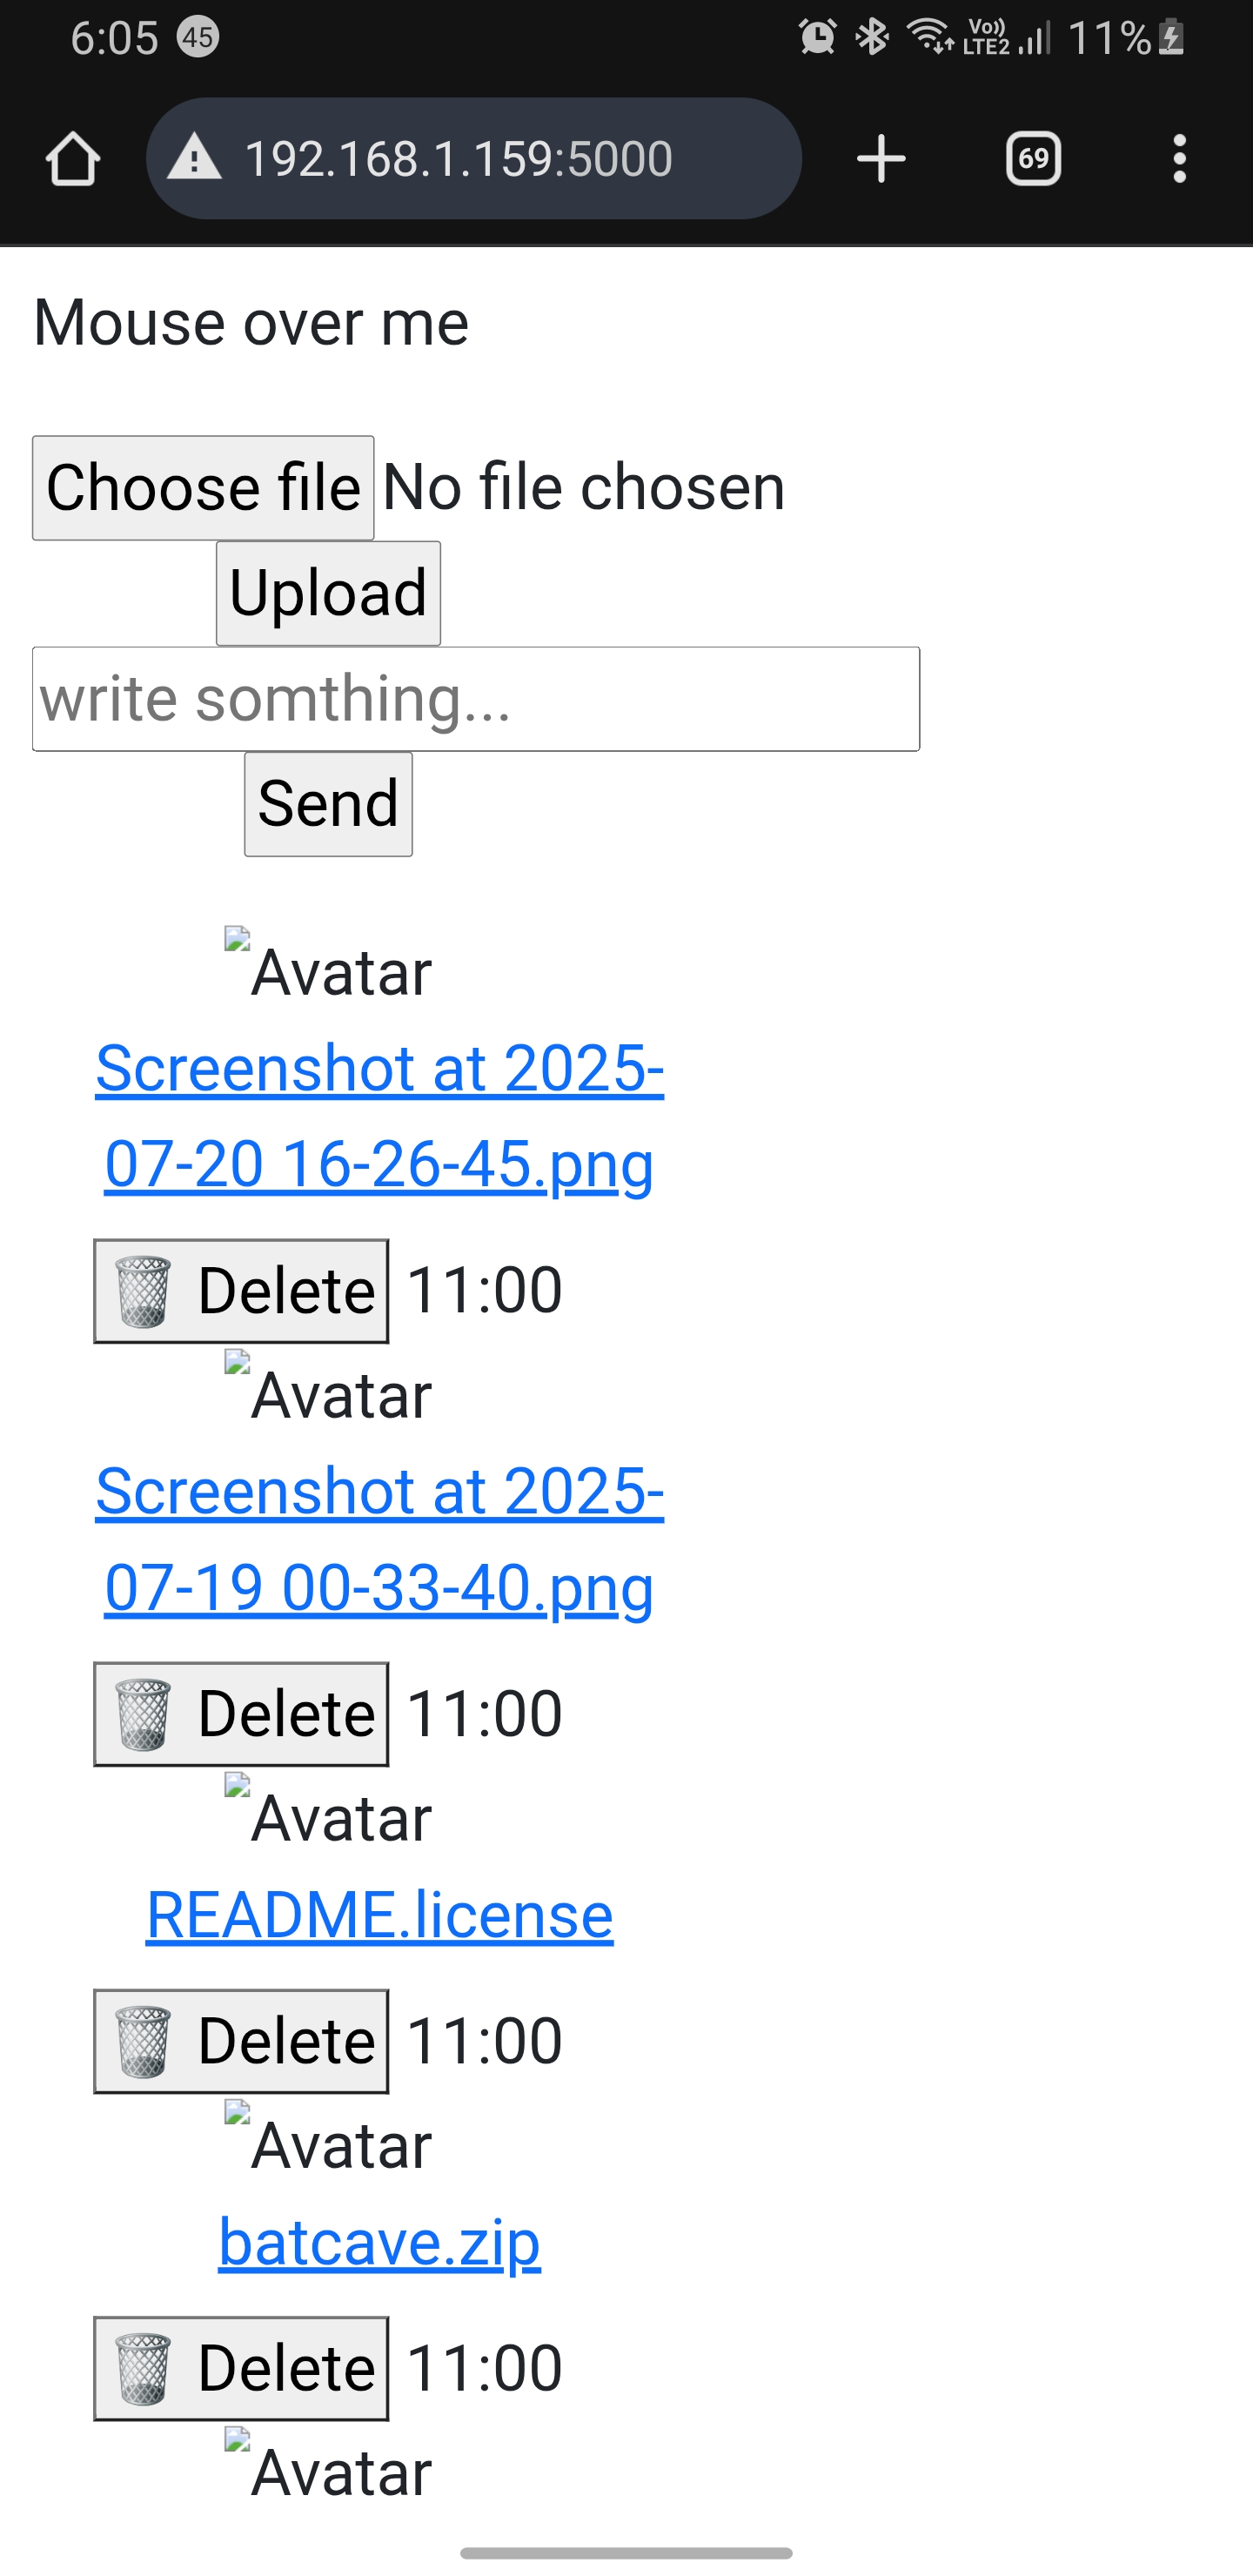 6:05 45 Vo)) LTE2 11%
192.168.1.159:5000 69
Mouse over me
Choose file No file chosen
Upload
write somthing...
Send
Avatar
Screenshot at 2025-
07-20 16-26-45.png
Delete 11:00
Avatar
Screenshot at 2025-
07-19 00-33-40.png
Delete 11:00
Avatar
README.license
Delete 11:00
Avatar
batcave.zip
Delete 11:00
Avatar